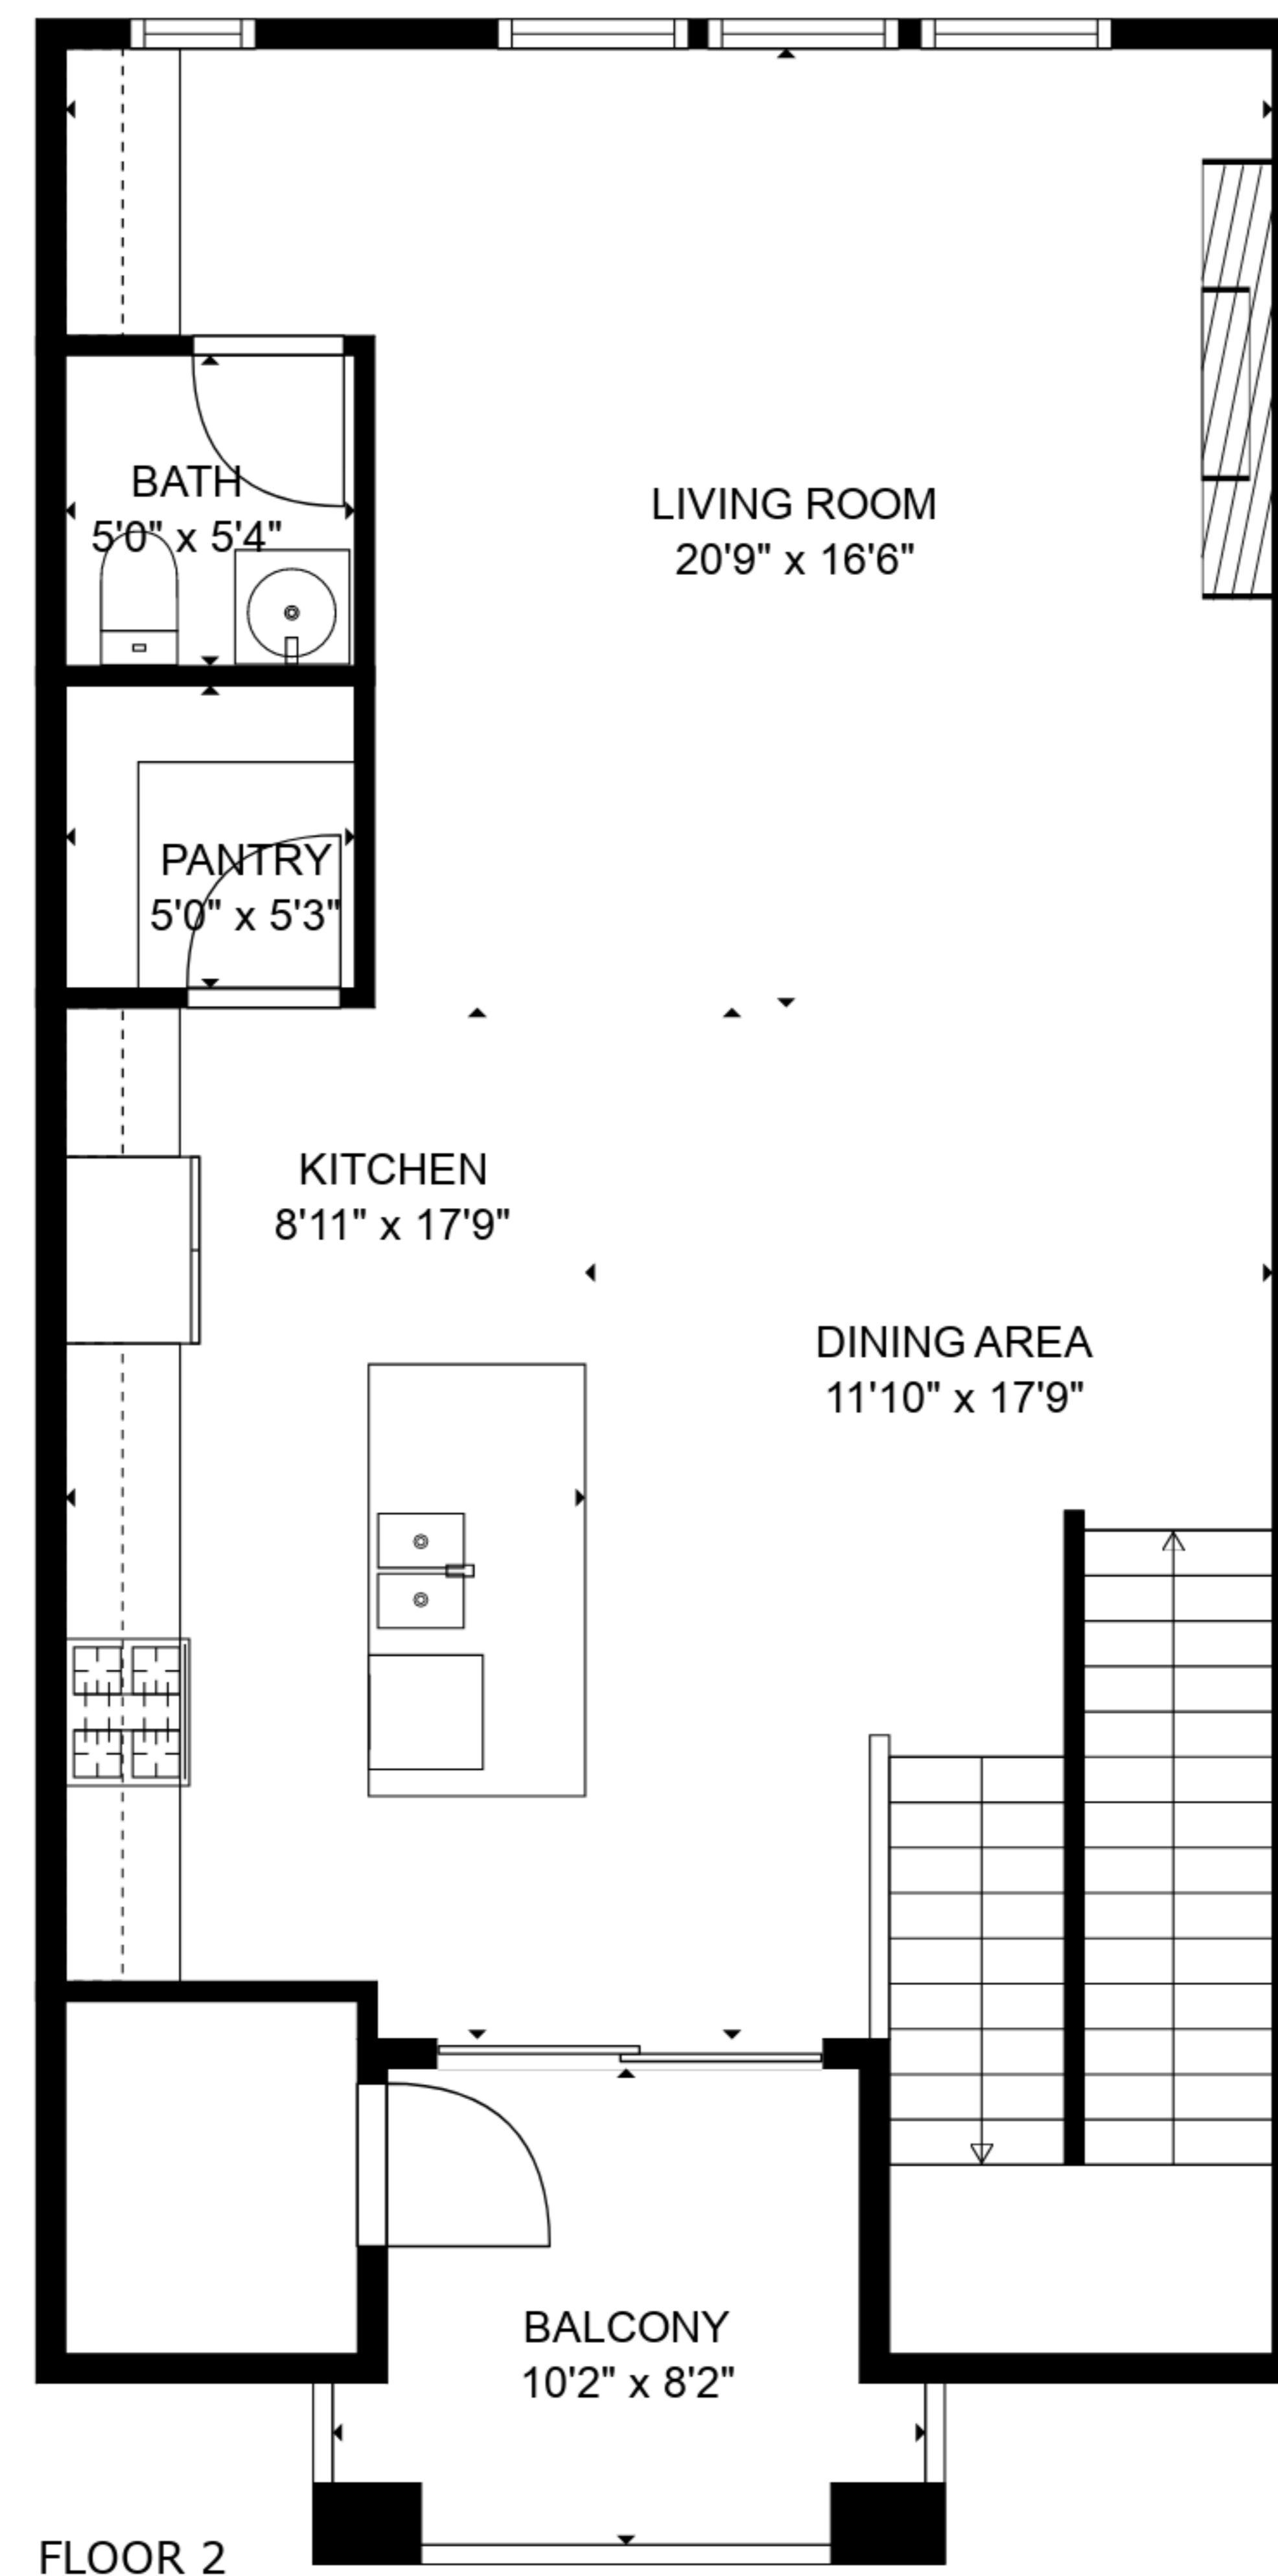 BATH
5'0" x 5'4"
LIVING ROOM
20'9" x 16'6"
PANTRY
5'0" x 5'3"
KITCHEN
8'11" x 17'9"
DINING AREA
11'10" x 17'9"
BALCONY
10'2" x 8'2"
FLOOR 2